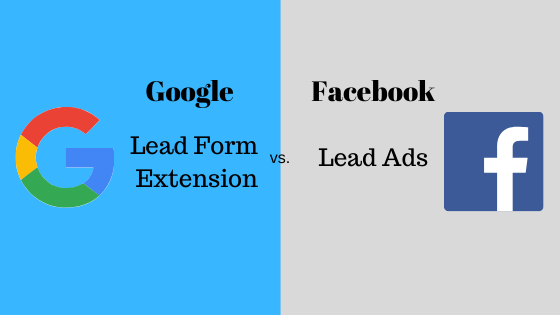 Google
Lead Form
Extension
vs.
Facebook
Lead Ads